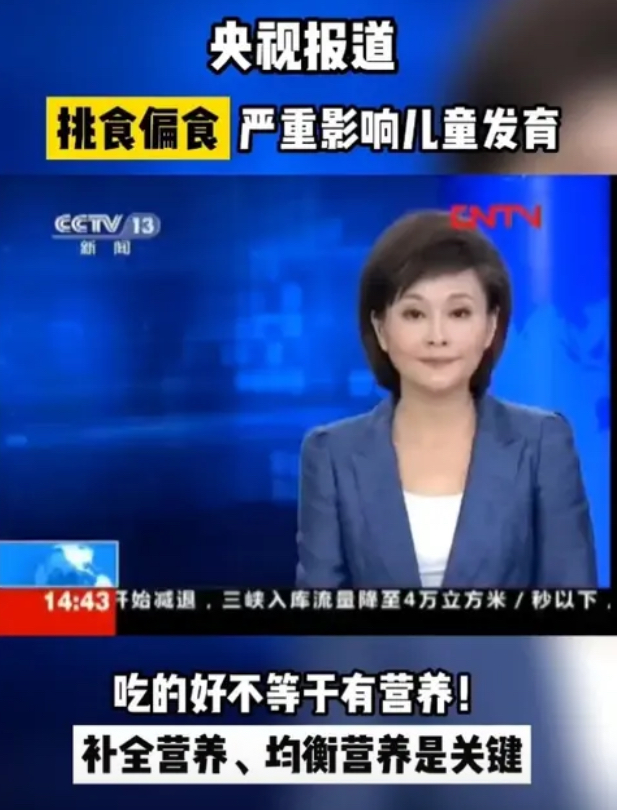 央视报道
挑食偏食 严重影响儿童发育
CCTV 13
新闻
CNTV
14:43 开始减退，三峡入库流量降至4万立方米/秒以下，
吃的好不等于有营养！
补全营养、均衡营养是关键